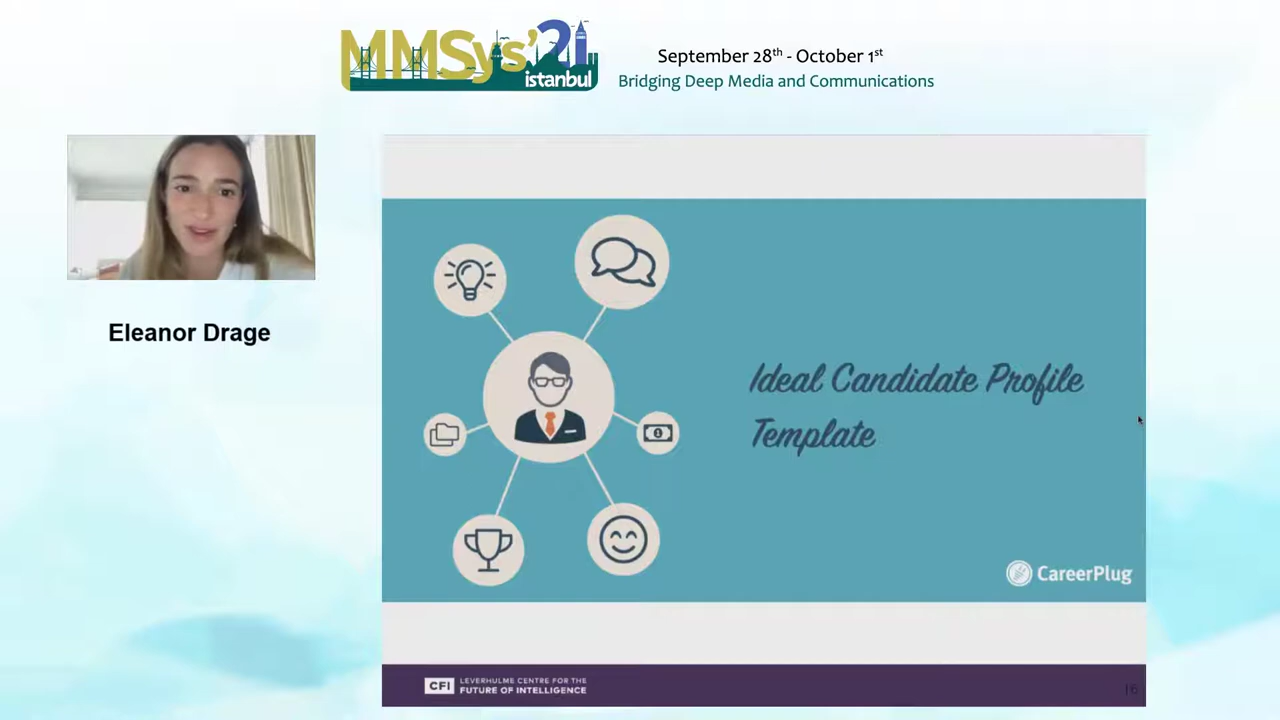 MMSys'21
istanbul
September 28th - October 1st
Bridging Deep Media and Communications
Eleanor Drage
Ideal Candidate Profile
Template
CareerPlug
CFI
LEVERHULME CENTRE FOR THE
FUTURE OF INTELLIGENCE
16